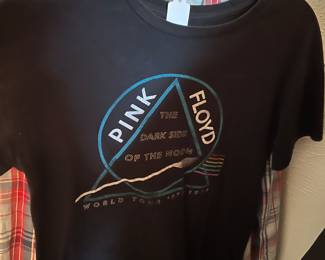 PINK FLOYD
THE
DARK SIDE
OF THE MOON
WORLD TOUR